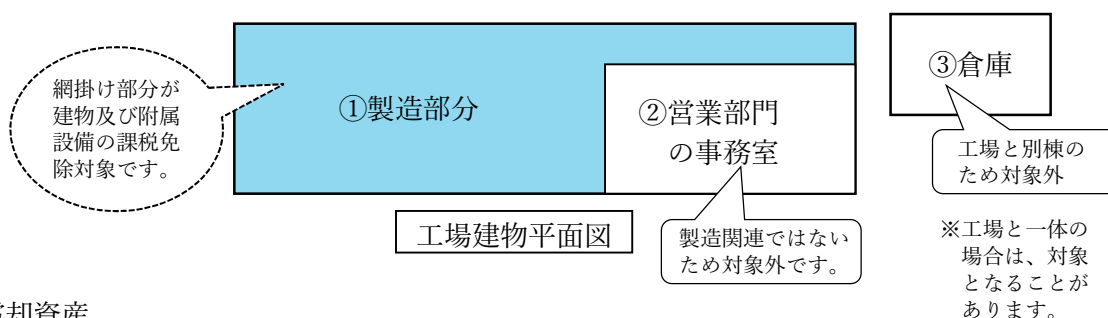 網掛け部分が
建物及び附属
設備の課税免
除対象です。
①製造部分
②営業部門
の事務室
③倉庫
工場と別棟の
ため対象外
工場建物平面図
製造関連ではない
ため対象外です。
※工場と一体の
場合は、対象
となることが
あります。
却資産